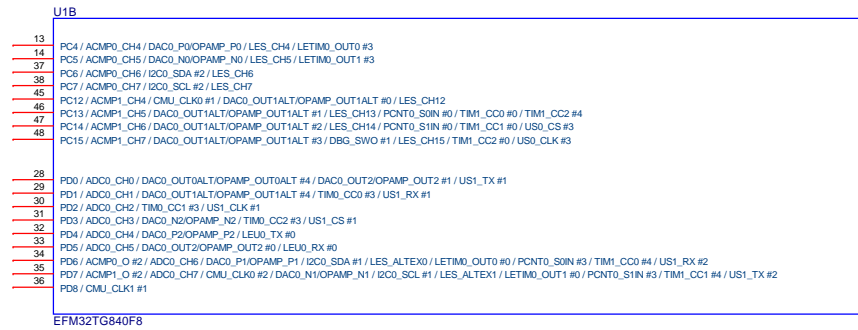 U1B
13 PC4 / ACMP0_CH4 / DAC0_P0/OPAMP_P0 / LES_CH4 / LETIM0_OUT0 #3
14 PC5 / ACMP0_CH5 / DAC0_N0/OPAMP_N0 / LES_CH5 / LETIM0_OUT1 #3
37 PC6 / ACMP0_CH6 / I2C0_SDA #2 / LES_CH6
38 PC7 / ACMP0_CH7 / I2C0_SCL #2 / LES_CH7
45 PC12 / ACMP1_CH4 / CMU_CLK0 #1 / DAC0_OUT1ALT/OPAMP_OUT1ALT #0 / LES_CH12
46 PC13 / ACMP1_CH5 / DAC0_OUT1ALT/OPAMP_OUT1ALT #1 / LES_CH13 / PCNT0_S0IN #0 / TIM1_CC0 #0 / TIM1_CC2 #4
47 PC14 / ACMP1_CH6 / DAC0_OUT1ALT/OPAMP_OUT1ALT #2 / LES_CH14 / PCNT0_S1IN #0 / TIM1_CC1 #0 / US0_CS #3
48 PC15 / ACMP1_CH7 / DAC0_OUT1ALT/OPAMP_OUT1ALT #3 / DBG_SWO #1 / LES_CH15 / TIM1_CC2 #0 / US0_CLK #3
28 PD0 / ADC0_CH0 / DAC0_OUT0ALT/OPAMP_OUT0ALT #4 / DAC0_OUT2/OPAMP_OUT2 #1 / US1_TX #1
29 PD1 / ADC0_CH1 / DAC0_OUT1ALT/OPAMP_OUT1ALT #4 / TIM0_CC0 #3 / US1_RX #1
30 PD2 / ADC0_CH2 / TIM0_CC1 #3 / US1_CLK #1
31 PD3 / ADC0_CH3 / DAC0_N2/OPAMP_N2 / TIM0_CC2 #3 / US1_CS #1
32 PD4 / ADC0_CH4 / DAC0_P2/OPAMP_P2 / LEU0_TX #0
33 PD5 / ADC0_CH5 / DAC0_OUT2/OPAMP_OUT2 #0 / LEU0_RX #0
34 PD6 / ACMP0_O #2 / ADC0_CH6 / DAC0_P1/OPAMP_P1 / I2C0_SDA #1 / LES_ALTEX0 / LETIM0_OUT0 #0 / PCNT0_S0IN #3 / TIM1_CC0 #4 / US1_RX #2
35 PD7 / ACMP1_O #2 / ADC0_CH7 / CMU_CLK0 #2 / DAC0_N1/OPAMP_N1 / I2C0_SCL #1 / LES_ALTEX1 / LETIM0_OUT1 #0 / PCNT0_S1IN #3 / TIM1_CC1 #4 / US1_TX #2
36 PD8 / CMU_CLK1 #1
EFM32TG840F8